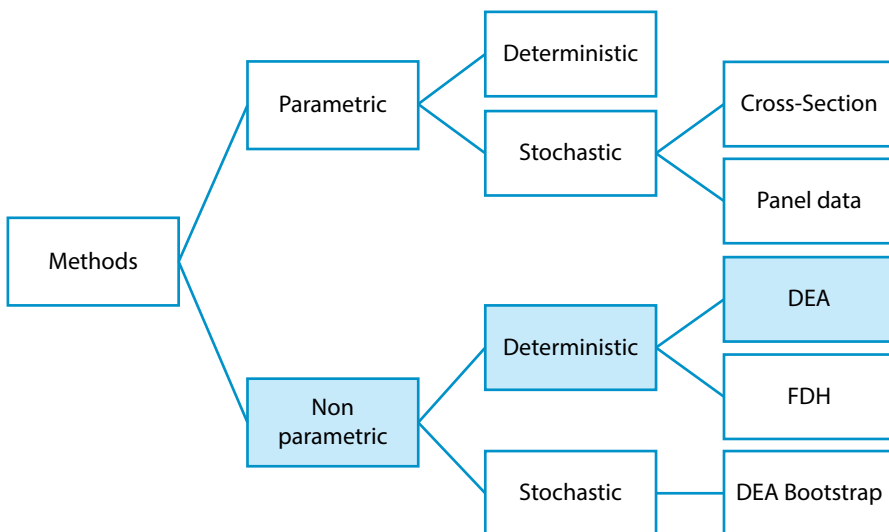 Methods
Parametric
Deterministic
Stochastic
Cross-Section
Panel data
Non
parametric
Deterministic
DEA
FDH
Stochastic
DEA Bootstrap